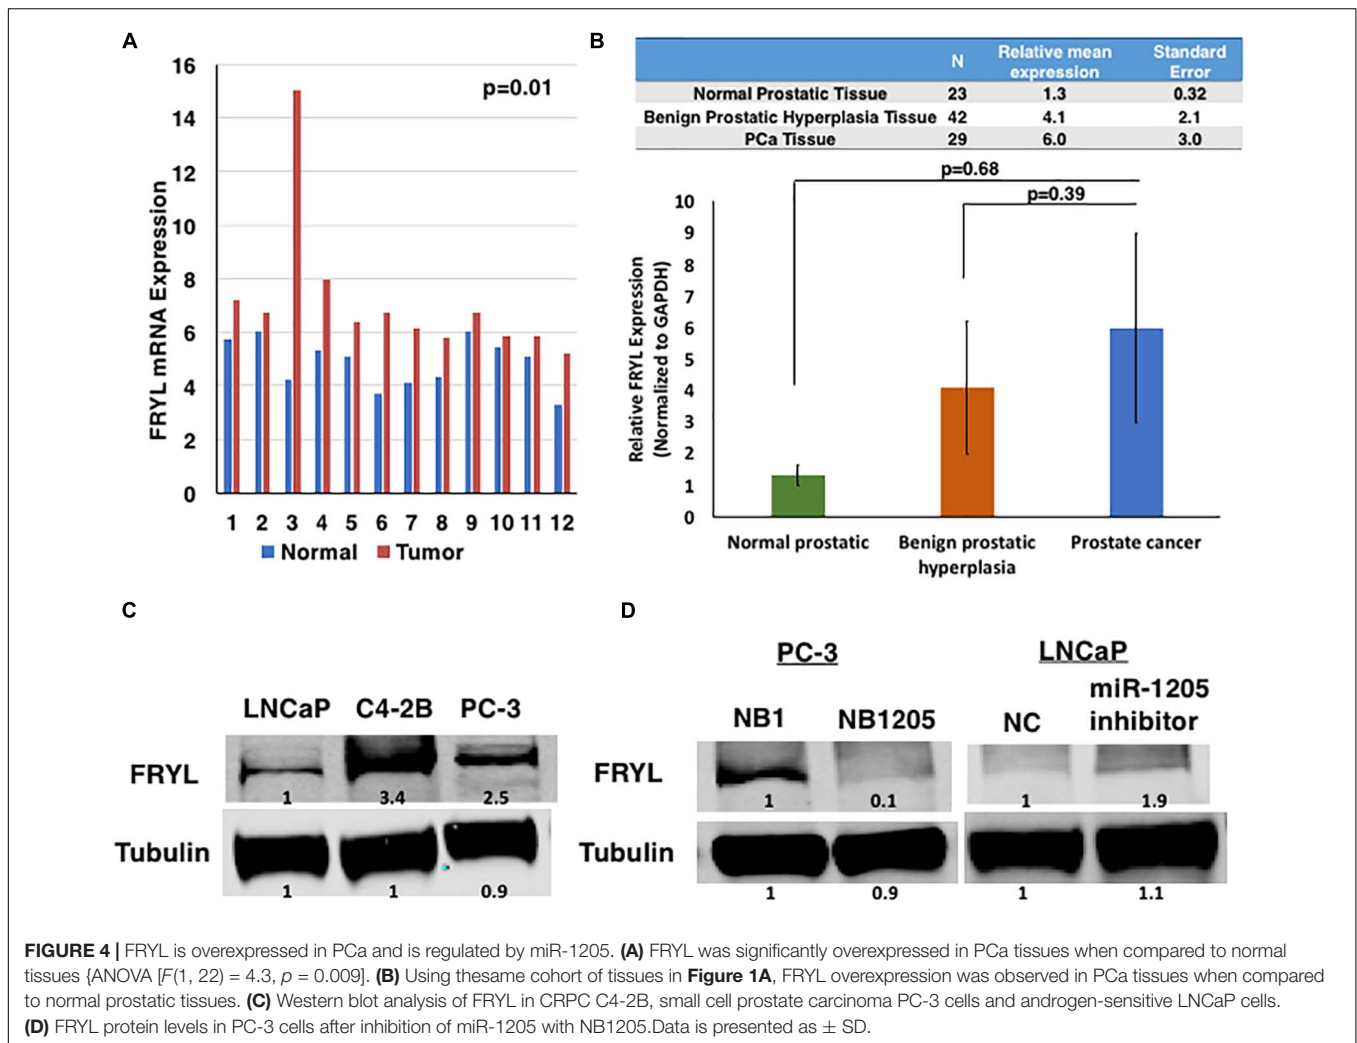 A
16
14
12
10
8
6
4
2
0
FRYL mRNA Expression
p=0.01
1 2 3 4 5 6 7 8 9 10 11 12
Normal Tumor
B
N Relative mean expression Standard Error
Normal Prostatic Tissue 23 1.3 0.32
Benign Prostatic Hyperplasia Tissue 42 4.1 2.1
PCa Tissue 29 6.0 3.0
p=0.68
p=0.39
10
9
8
7
6
5
4
3
2
1
0
Relative FRYL Expression
(Normalized to GAPDH)
Normal prostatic Benign prostatic Prostate cancer
hyperplasia
C
LNCaP C4-2B PC-3
FRYL
1 3.4 2.5
Tubulin
1 1 0.9
D
PC-3 LNCaP
NB1 NB1205 NC miR-1205
inhibitor
FRYL
1 0.1 1 1.9
Tubulin
1 0.9 1 1.1
FIGURE 4 | FRYL is overexpressed in PCa and is regulated by miR-1205. (A) FRYL was significantly overexpressed in PCa tissues when compared to normal
tissues {ANOVA [F(1, 22) = 4.3, p = 0.009]. (B) Using thesame cohort of tissues in Figure 1A, FRYL overexpression was observed in PCa tissues when compared
to normal prostatic tissues. (C) Western blot analysis of FRYL in CRPC C4-2B, small cell prostate carcinoma PC-3 cells and androgen-sensitive LNCaP cells.
(D) FRYL protein levels in PC-3 cells after inhibition of miR-1205 with NB1205.Data is presented as ± SD.